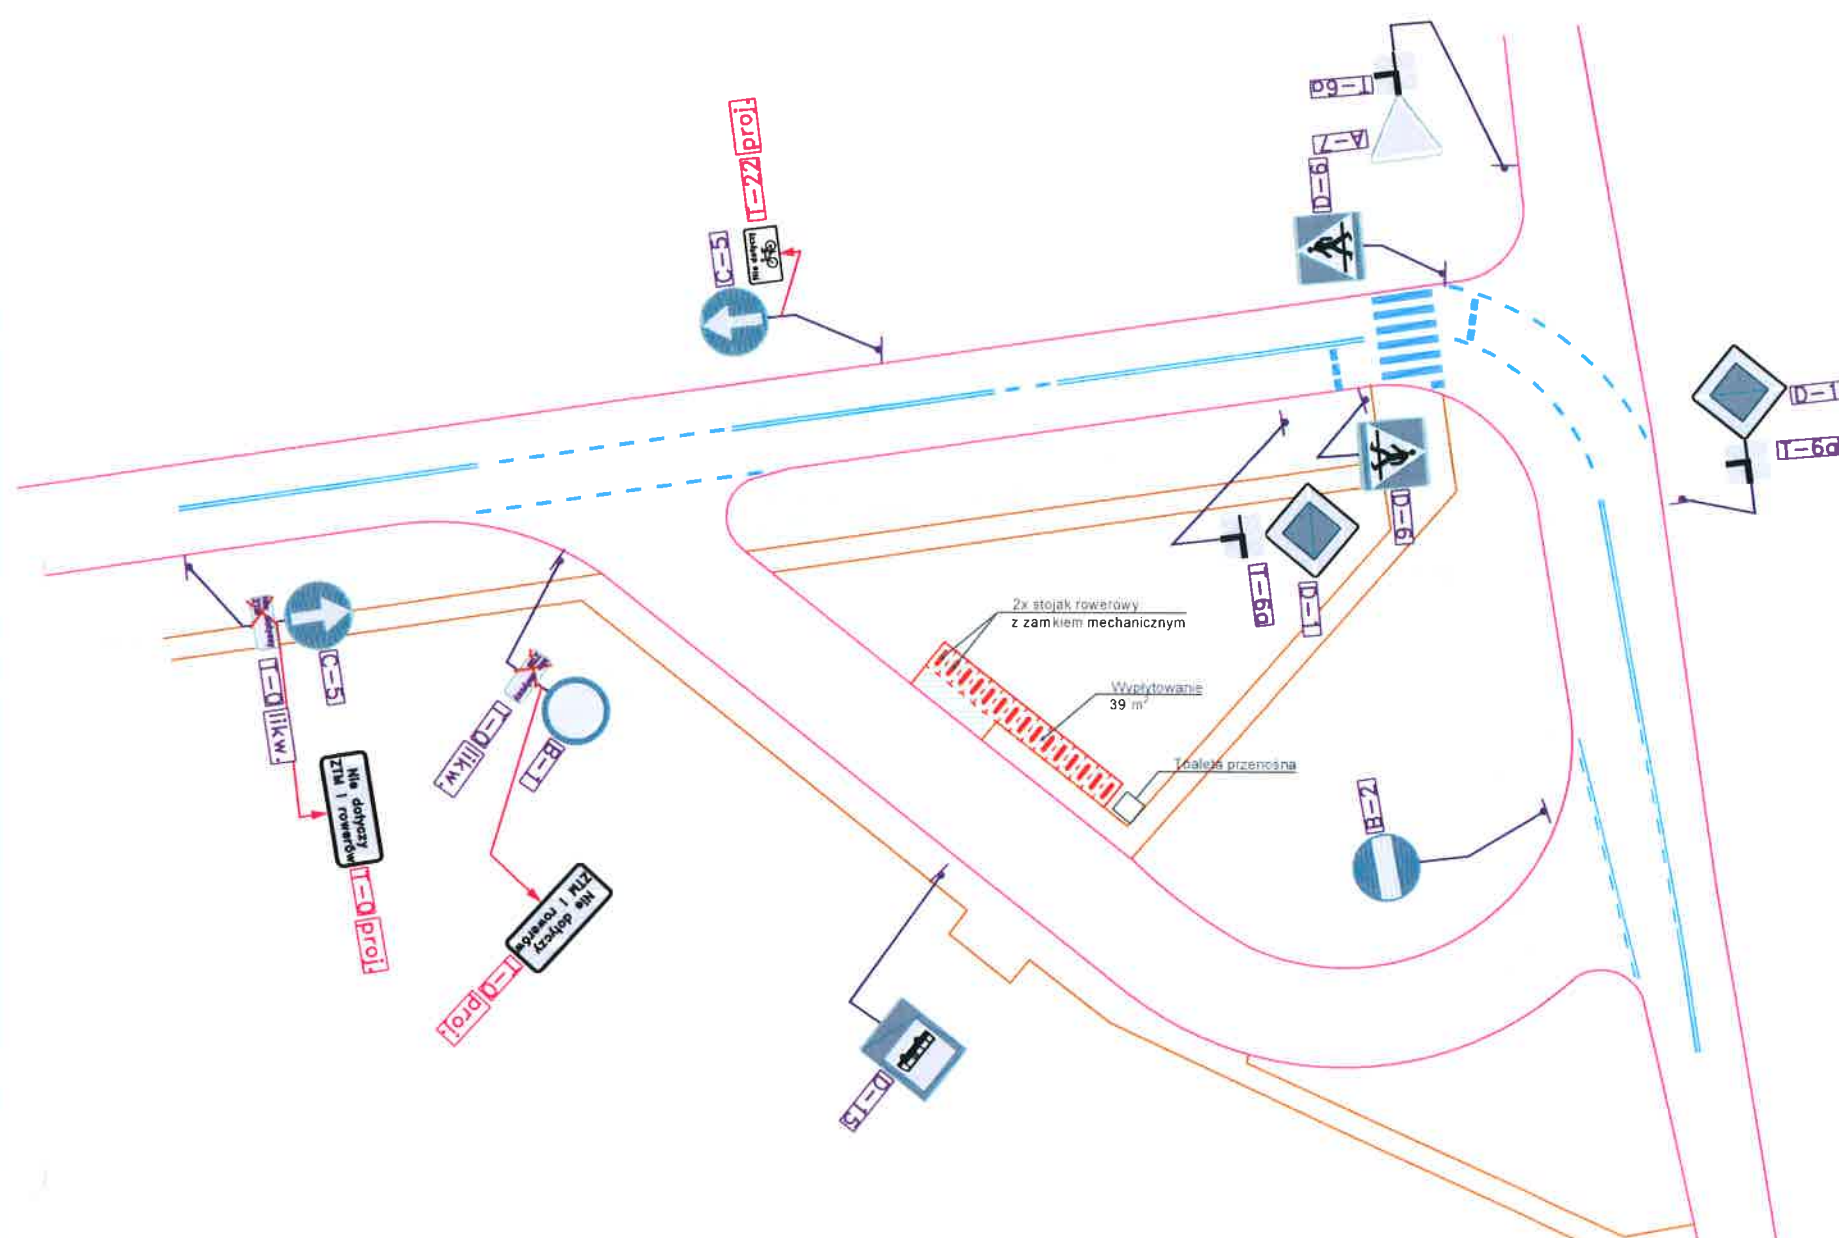 T-6a
A-7
D-6
T-22 proj.
C-5
Nie dotyczy
D-1
T-6a
D-6
T-6a
D-1
2x stojak rowerowy
z zamkiem mechanicznym
Wypłytowanie
39 m²
Toaleta przenośna
B-2
C-5
T-0 likw.
T-0 likw.
B-1
Nie dotyczy
ZTM i rowerów
T-0 proj.
Nie dotyczy
ZTM i rowerów
T-0 proj.
D-15